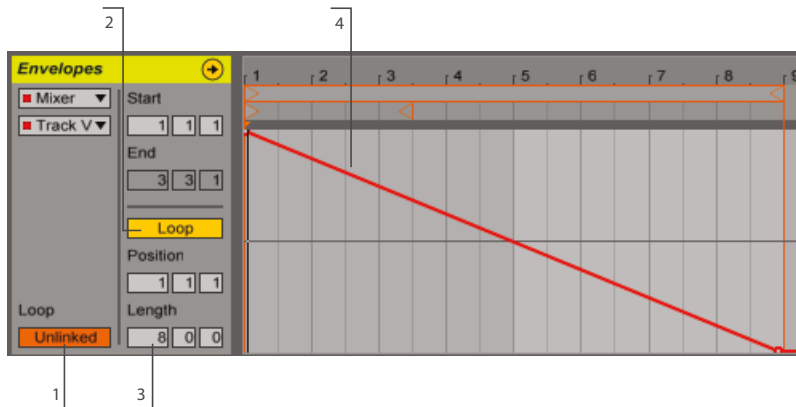 2 4
Envelopes 1 2 3 4 5 6 7 8 9
Mixer Start
Track V 1 1 1
End
3 3 1
Loop
Position
1 1 1
Loop Length
Unlinked 8 0 0
1 3